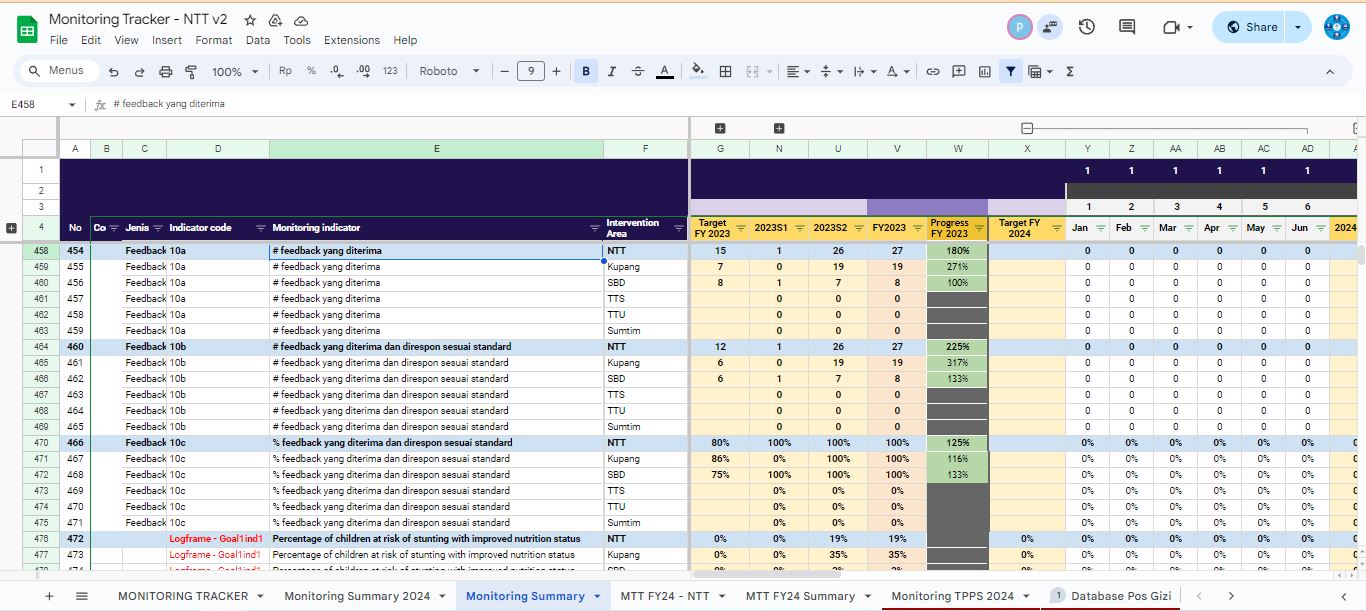 Monitoring Tracker - NTT v2
File Edit View Insert Format Data Tools Extensions Help
P
Share
Menus 100% Rp % .0 .00 123 Roboto 9 B I A
E458 fx # feedback yang diterima
A B C D E F G N U V W X Y Z AA AB AC AD
1 1 1 1 1 1 1
2
3 1 2 3 4 5 6
4 No Co Jenis Indicator code Monitoring indicator Intervention Area Target FY 2023 2023S1 2023S2 FY2023 Progress FY 2023 Target FY 2024 Jan Feb Mar Apr May Jun 2024
458 454 Feedback 10a # feedback yang diterima NTT 15 1 26 27 180% 0 0 0 0 0 0
459 455 Feedback 10a # feedback yang diterima Kupang 7 0 19 19 271% 0 0 0 0 0 0
460 456 Feedback 10a # feedback yang diterima SBD 8 1 7 8 100% 0 0 0 0 0 0
461 457 Feedback 10a # feedback yang diterima TTS 0 0 0 0 0 0 0 0 0
462 458 Feedback 10a # feedback yang diterima TTU 0 0 0 0 0 0 0 0 0
463 459 Feedback 10a # feedback yang diterima Sumtim 0 0 0 0 0 0 0 0 0
464 460 Feedback 10b # feedback yang diterima dan direspon sesuai standard NTT 12 1 26 27 225% 0 0 0 0 0 0
465 461 Feedback 10b # feedback yang diterima dan direspon sesuai standard Kupang 6 0 19 19 317% 0 0 0 0 0 0
466 462 Feedback 10b # feedback yang diterima dan direspon sesuai standard SBD 6 1 7 8 133% 0 0 0 0 0 0
467 463 Feedback 10b # feedback yang diterima dan direspon sesuai standard TTS 0 0 0 0 0 0 0 0 0
468 464 Feedback 10b # feedback yang diterima dan direspon sesuai standard TTU 0 0 0 0 0 0 0 0 0
469 465 Feedback 10b # feedback yang diterima dan direspon sesuai standard Sumtim 0 0 0 0 0 0 0 0 0
470 466 Feedback 10c % feedback yang diterima dan direspon sesuai standard NTT 80% 100% 100% 100% 125% 0% 0% 0% 0% 0% 0%
471 467 Feedback 10c % feedback yang diterima dan direspon sesuai standard Kupang 86% 0% 100% 100% 116% 0% 0% 0% 0% 0% 0%
472 468 Feedback 10c % feedback yang diterima dan direspon sesuai standard SBD 75% 100% 100% 100% 133% 0% 0% 0% 0% 0% 0%
473 469 Feedback 10c % feedback yang diterima dan direspon sesuai standard TTS 0% 0% 0% 0% 0% 0% 0% 0% 0%
474 470 Feedback 10c % feedback yang diterima dan direspon sesuai standard TTU 0% 0% 0% 0% 0% 0% 0% 0% 0%
475 471 Feedback 10c % feedback yang diterima dan direspon sesuai standard Sumtim 0% 0% 0% 0% 0% 0% 0% 0% 0%
476 472 Logframe - Goal1ind1 Percentage of children at risk of stunting with improved nutrition status NTT 0% 0% 19% 19% 0% 0% 0% 0% 0% 0% 0%
477 473 Logframe - Goal1ind1 Percentage of children at risk of stunting with improved nutrition status Kupang 0% 0% 35% 35% 0% 0% 0% 0% 0% 0% 0%
MONITORING TRACKER Monitoring Summary 2024 Monitoring Summary MTT FY24 - NTT MTT FY24 Summary Monitoring TPPS 2024 1 Database Pos Gizi